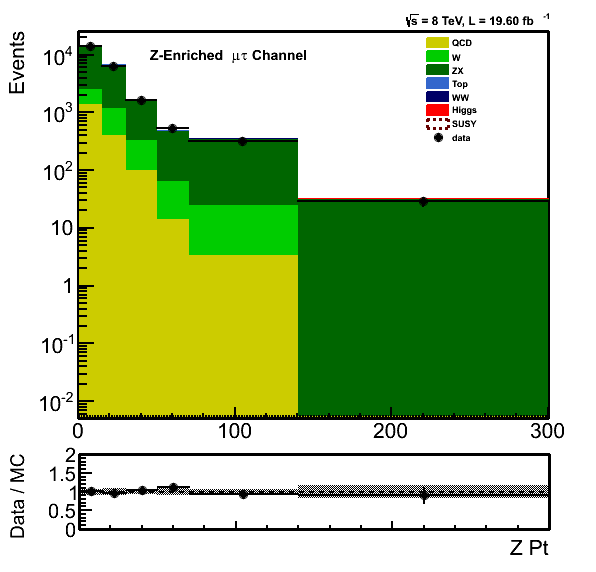 √s = 8 TeV, L = 19.60 fb⁻¹
Events
Z-Enriched μτ Channel
QCD
W
ZX
Top
WW
Higgs
SUSY
data
10⁴
10³
10²
10
1
10⁻¹
10⁻²
0 100 200 300
Data / MC
2
1.5
1
0.5
0
Z Pt